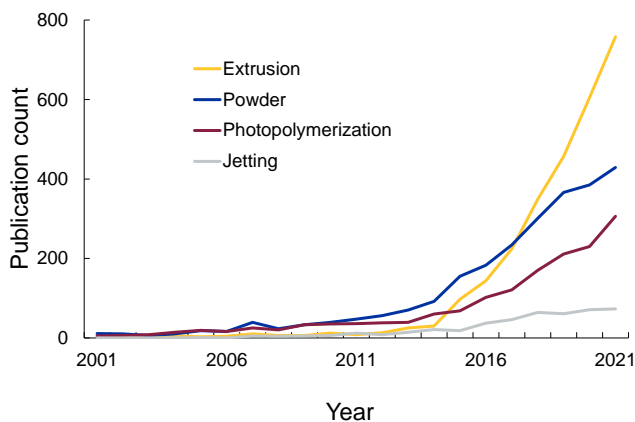 800
600
400
200
0
Publication count
Extrusion
Powder
Photopolymerization
Jetting
2001 2006 2011 2016 2021
Year